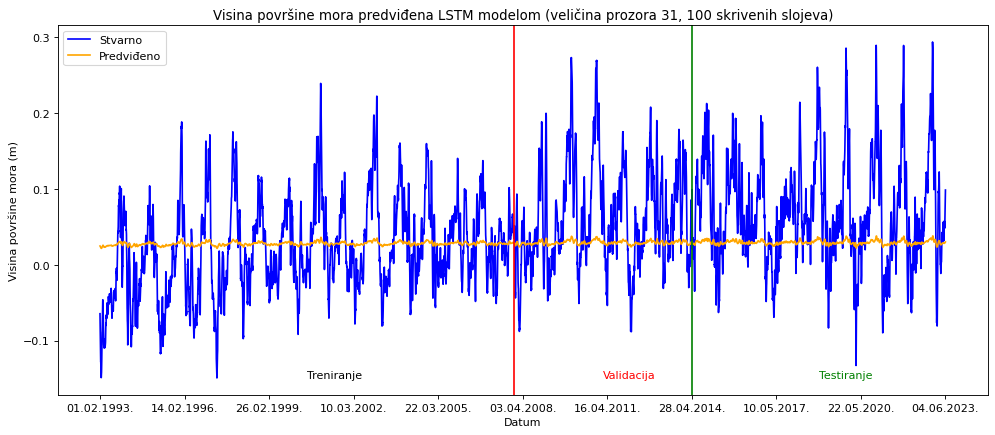 Visina površine mora predviđena LSTM modelom (veličina prozora 31, 100 skrivenih slojeva)
Stvarno
Predviđeno
0.3
0.2
0.1
0.0
−0.1
Visina površine mora (m)
Treniranje
Validacija
Testiranje
01.02.1993. 14.02.1996. 26.02.1999. 10.03.2002. 22.03.2005. 03.04.2008. 16.04.2011. 28.04.2014. 10.05.2017. 22.05.2020. 04.06.2023.
Datum